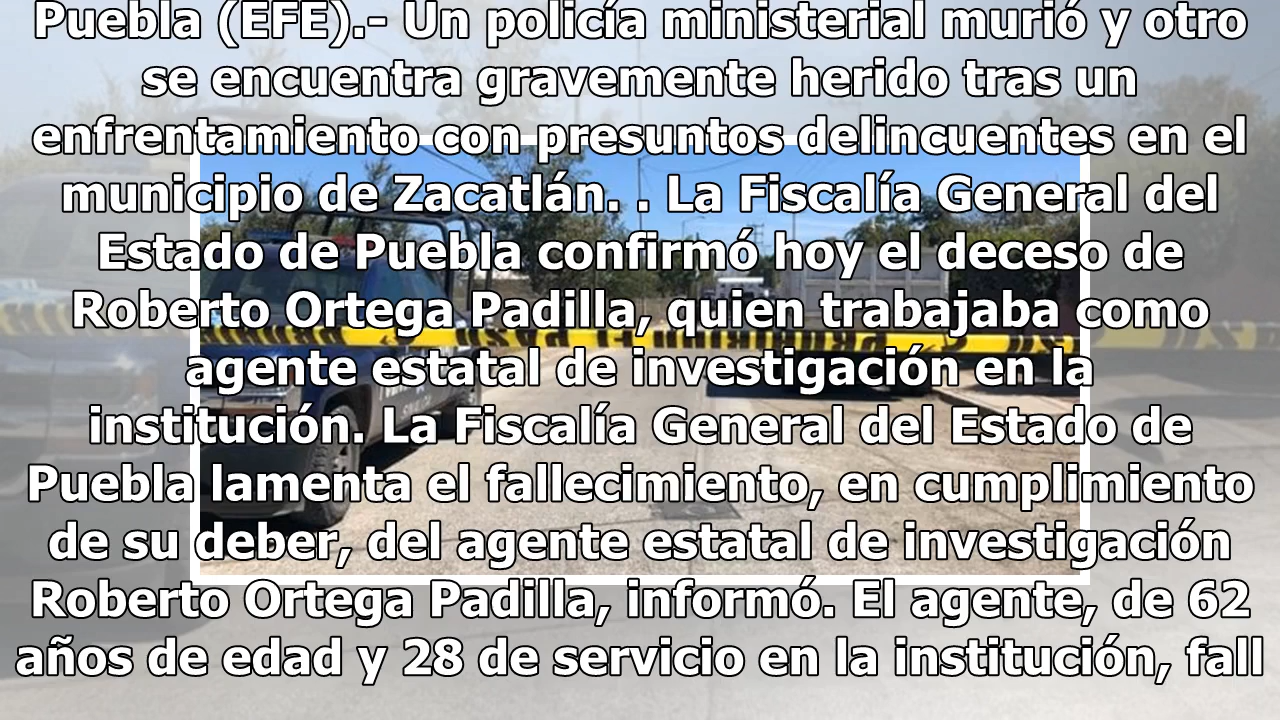 Puebla (EFE).- Un policía ministerial murió y otro
se encuentra gravemente herido tras un
enfrentamiento con presuntos delincuentes en el
municipio de Zacatlán. . La Fiscalía General del
Estado de Puebla confirmó hoy el deceso de
Roberto Ortega Padilla, quien trabajaba como
agente estatal de investigación en la
institución. La Fiscalía General del Estado de
Puebla lamenta el fallecimiento, en cumplimiento
de su deber, del agente estatal de investigación
Roberto Ortega Padilla, informó. El agente, de 62
años de edad y 28 de servicio en la institución, fall